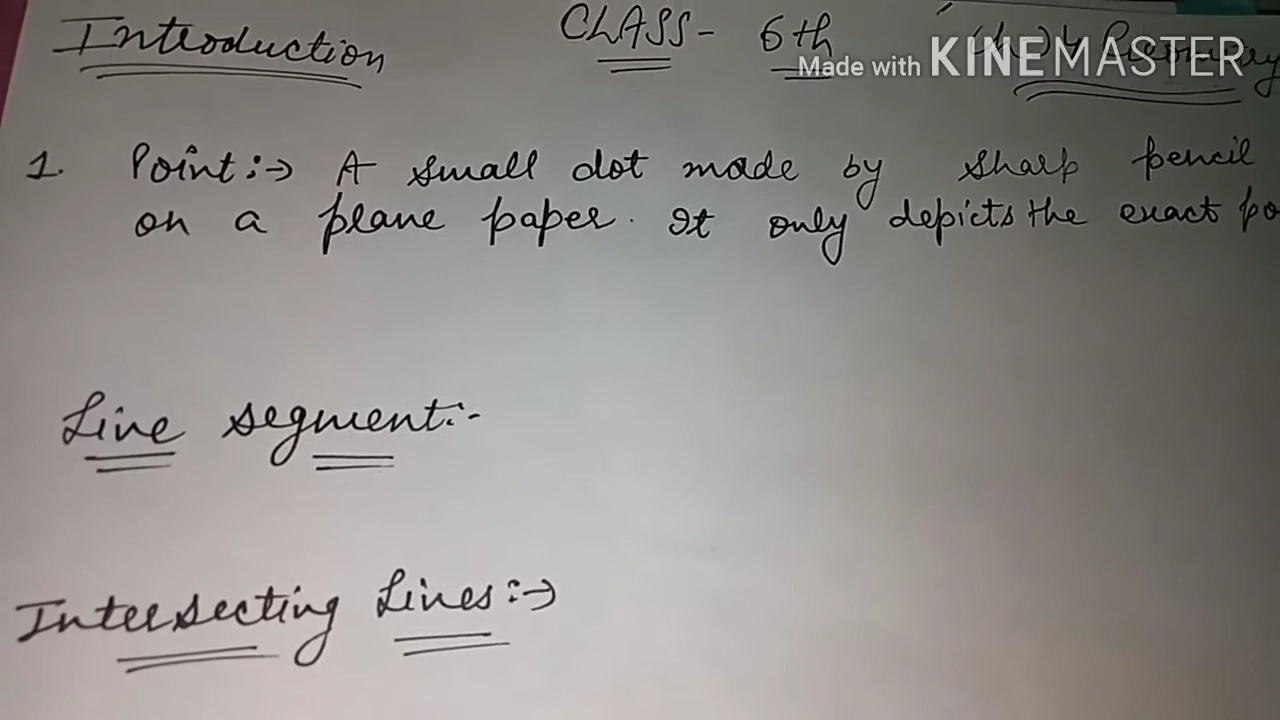 Introduction CLASS- 6th
Made with KINEMASTER
1. Point:→ A small dot made by sharp pencil
on a plane paper. It only depicts the exact po
Line segment:-
Intersecting Lines:→